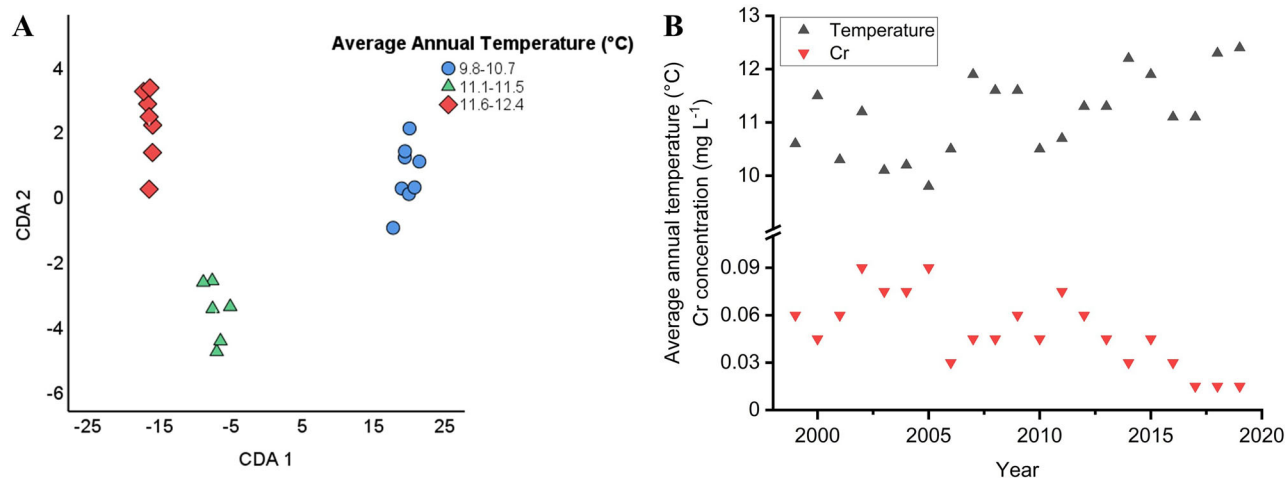 A
Average Annual Temperature (°C)
9.8-10.7
11.1-11.5
11.6-12.4
4
2
0
-2
-4
-6
CDA 2
-25 -15 -5 5 15 25
CDA 1
B
Temperature
Cr
13
12
11
10
0.09
0.06
0.03
0
Average annual temperature (°C)
Cr concentration (mg L⁻¹)
2000 2005 2010 2015 2020
Year